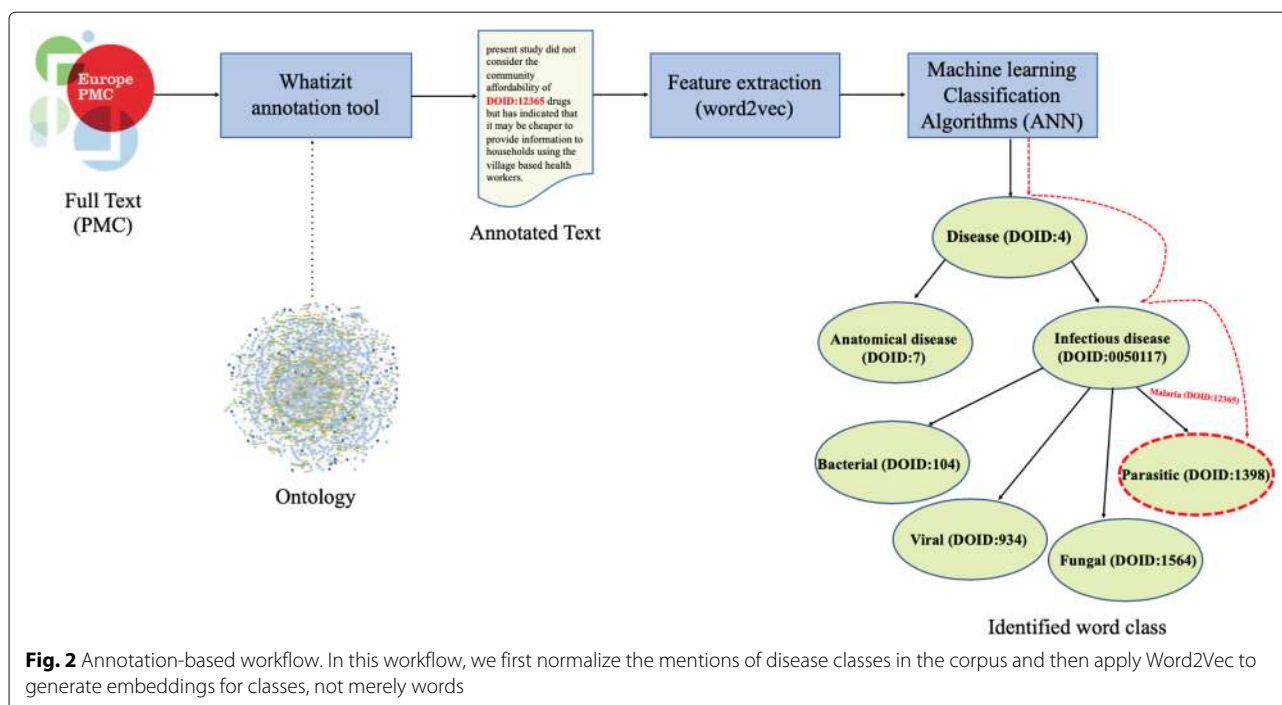 Europe
PMC
Full Text
(PMC)
Whatizit
annotation tool
Ontology
present study did not
consider the
community
affordability of
DOID:12365 drugs
but has indicated that
it may be cheaper to
provide information to
households using the
village based health
workers.
Annotated Text
Feature extraction
(word2vec)
Machine learning
Classification
Algorithms (ANN)
Disease (DOID:4)
Anatomical disease
(DOID:7)
Infectious disease
(DOID:0050117)
Malaria (DOID:12365)
Bacterial (DOID:104)
Parasitic (DOID:1398)
Viral (DOID:934)
Fungal (DOID:1564)
Identified word class
Fig. 2 Annotation-based workflow. In this workflow, we first normalize the mentions of disease classes in the corpus and then apply Word2Vec to
generate embeddings for classes, not merely words